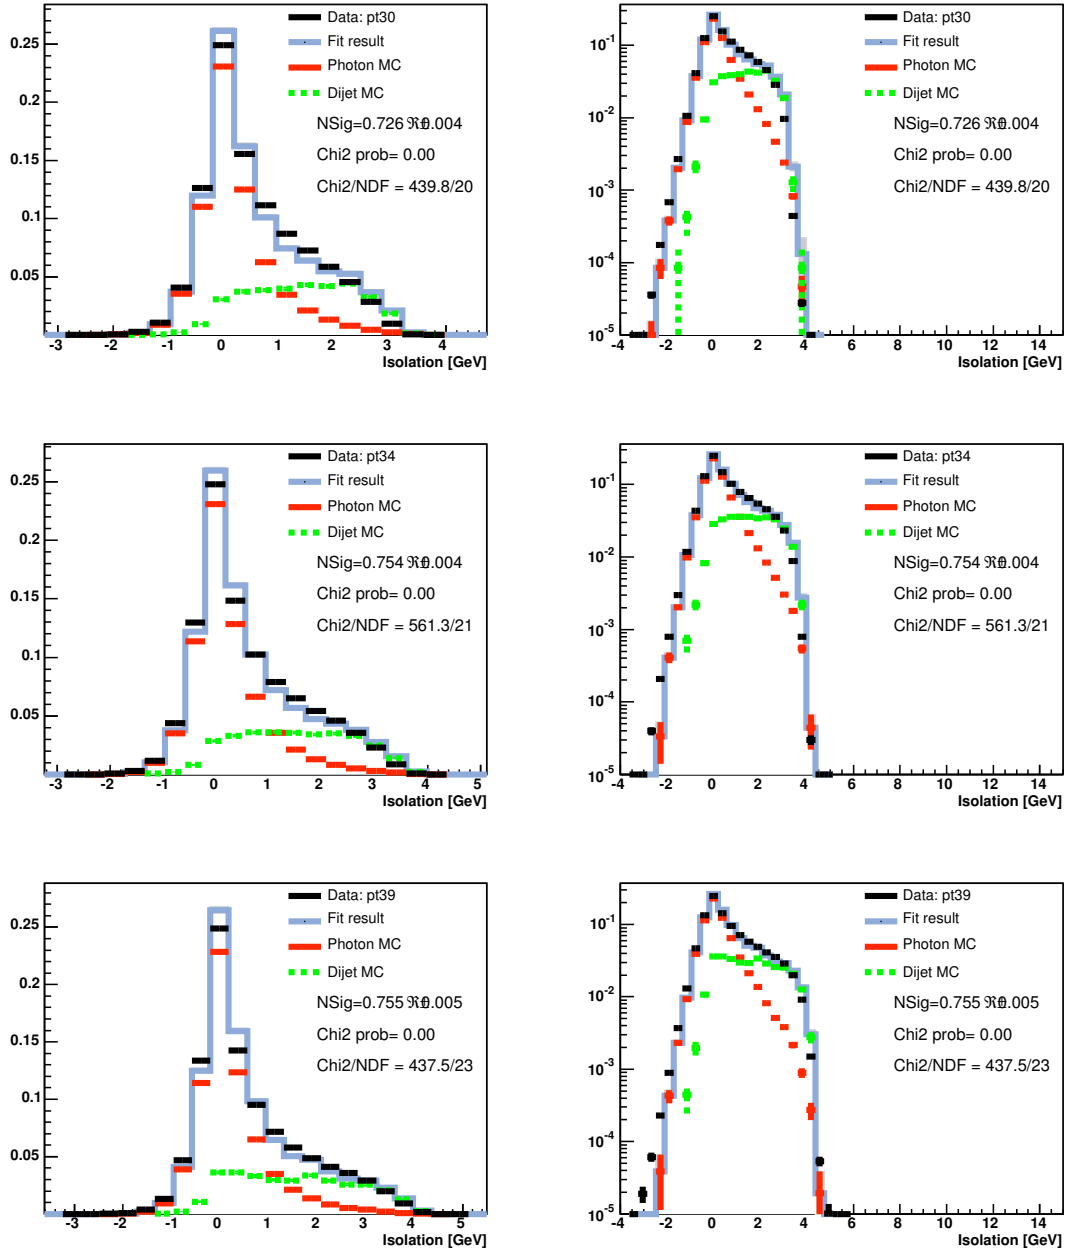 0.25
0.2
0.15
0.1
0.05
Data: pt30
Fit result
Photon MC
Dijet MC
NSig=0.726 ℜ±0.004
Chi2 prob= 0.00
Chi2/NDF = 439.8/20
-3 -2 -1 0 1 2 3 4
Isolation [GeV]
10-1
10-2
10-3
10-4
10-5
Data: pt30
Fit result
Photon MC
Dijet MC
NSig=0.726 ℜ±0.004
Chi2 prob= 0.00
Chi2/NDF = 439.8/20
-4 -2 0 2 4 6 8 10 12 14
Isolation [GeV]
0.25
0.2
0.15
0.1
0.05
Data: pt34
Fit result
Photon MC
Dijet MC
NSig=0.754 ℜ±0.004
Chi2 prob= 0.00
Chi2/NDF = 561.3/21
-3 -2 -1 0 1 2 3 4 5
Isolation [GeV]
10-1
10-2
10-3
10-4
10-5
Data: pt34
Fit result
Photon MC
Dijet MC
NSig=0.754 ℜ±0.004
Chi2 prob= 0.00
Chi2/NDF = 561.3/21
-4 -2 0 2 4 6 8 10 12 14
Isolation [GeV]
0.25
0.2
0.15
0.1
0.05
0
Data: pt39
Fit result
Photon MC
Dijet MC
NSig=0.755 ℜ±0.005
Chi2 prob= 0.00
Chi2/NDF = 437.5/23
-3 -2 -1 0 1 2 3 4 5
Isolation [GeV]
10-1
10-2
10-3
10-4
10-5
Data: pt39
Fit result
Photon MC
Dijet MC
NSig=0.755 ℜ±0.005
Chi2 prob= 0.00
Chi2/NDF = 437.5/23
-4 -2 0 2 4 6 8 10 12 14
Isolation [GeV]